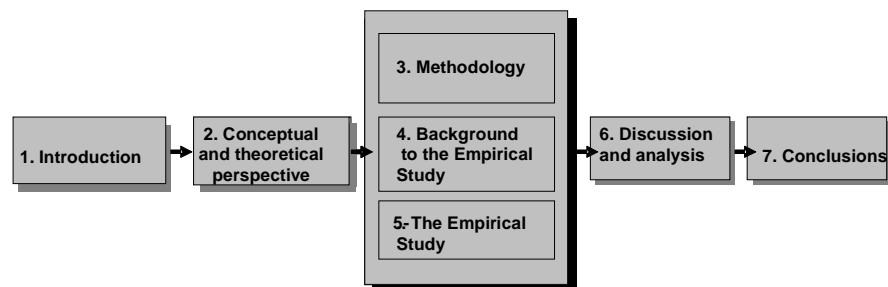 1. Introduction
2. Conceptual
and theoretical
perspective
3. Methodology
4. Background
to the Empirical
Study
5.- The Empirical
Study
6. Discussion
and analysis
7. Conclusions